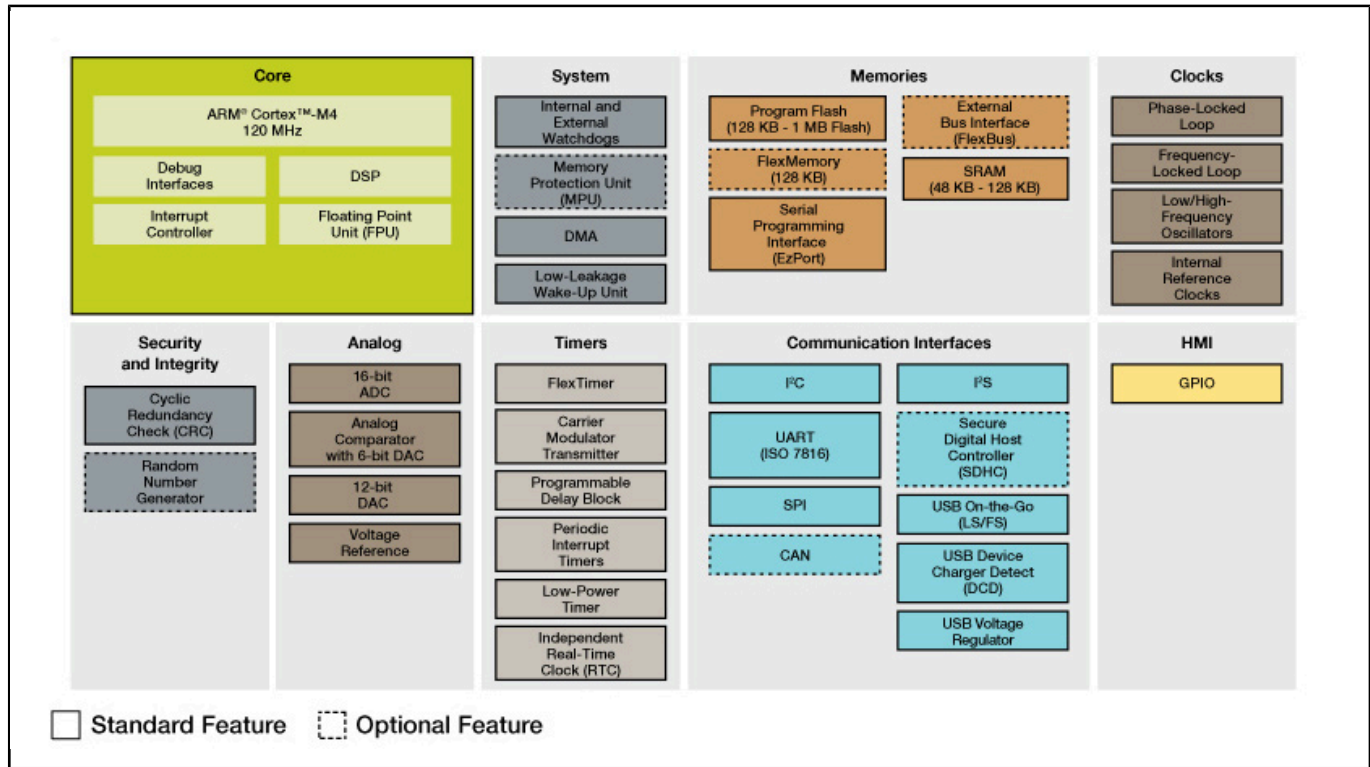 Core
ARM® Cortex™-M4
120 MHz
Debug
Interfaces
DSP
Interrupt
Controller
Floating Point
Unit (FPU)
System
Internal and
External
Watchdogs
Memory
Protection Unit
(MPU)
DMA
Low-Leakage
Wake-Up Unit
Memories
Program Flash
(128 KB - 1 MB Flash)
External
Bus Interface
(FlexBus)
FlexMemory
(128 KB)
SRAM
(48 KB - 128 KB)
Serial
Programming
Interface
(EzPort)
Clocks
Phase-Locked
Loop
Frequency-
Locked Loop
Low/High-
Frequency
Oscillators
Internal
Reference
Clocks
Security
and Integrity
Cyclic
Redundancy
Check (CRC)
Random
Number
Generator
Analog
16-bit
ADC
Analog
Comparator
with 6-bit DAC
12-bit
DAC
Voltage
Reference
Timers
FlexTimer
Carrier
Modulator
Transmitter
Programmable
Delay Block
Periodic
Interrupt
Timers
Low-Power
Timer
Independent
Real-Time
Clock (RTC)
Communication Interfaces
I²C
I²S
UART
(ISO 7816)
Secure
Digital Host
Controller
(SDHC)
SPI
USB On-the-Go
(LS/FS)
CAN
USB Device
Charger Detect
(DCD)
USB Voltage
Regulator
HMI
GPIO
Standard Feature
Optional Feature